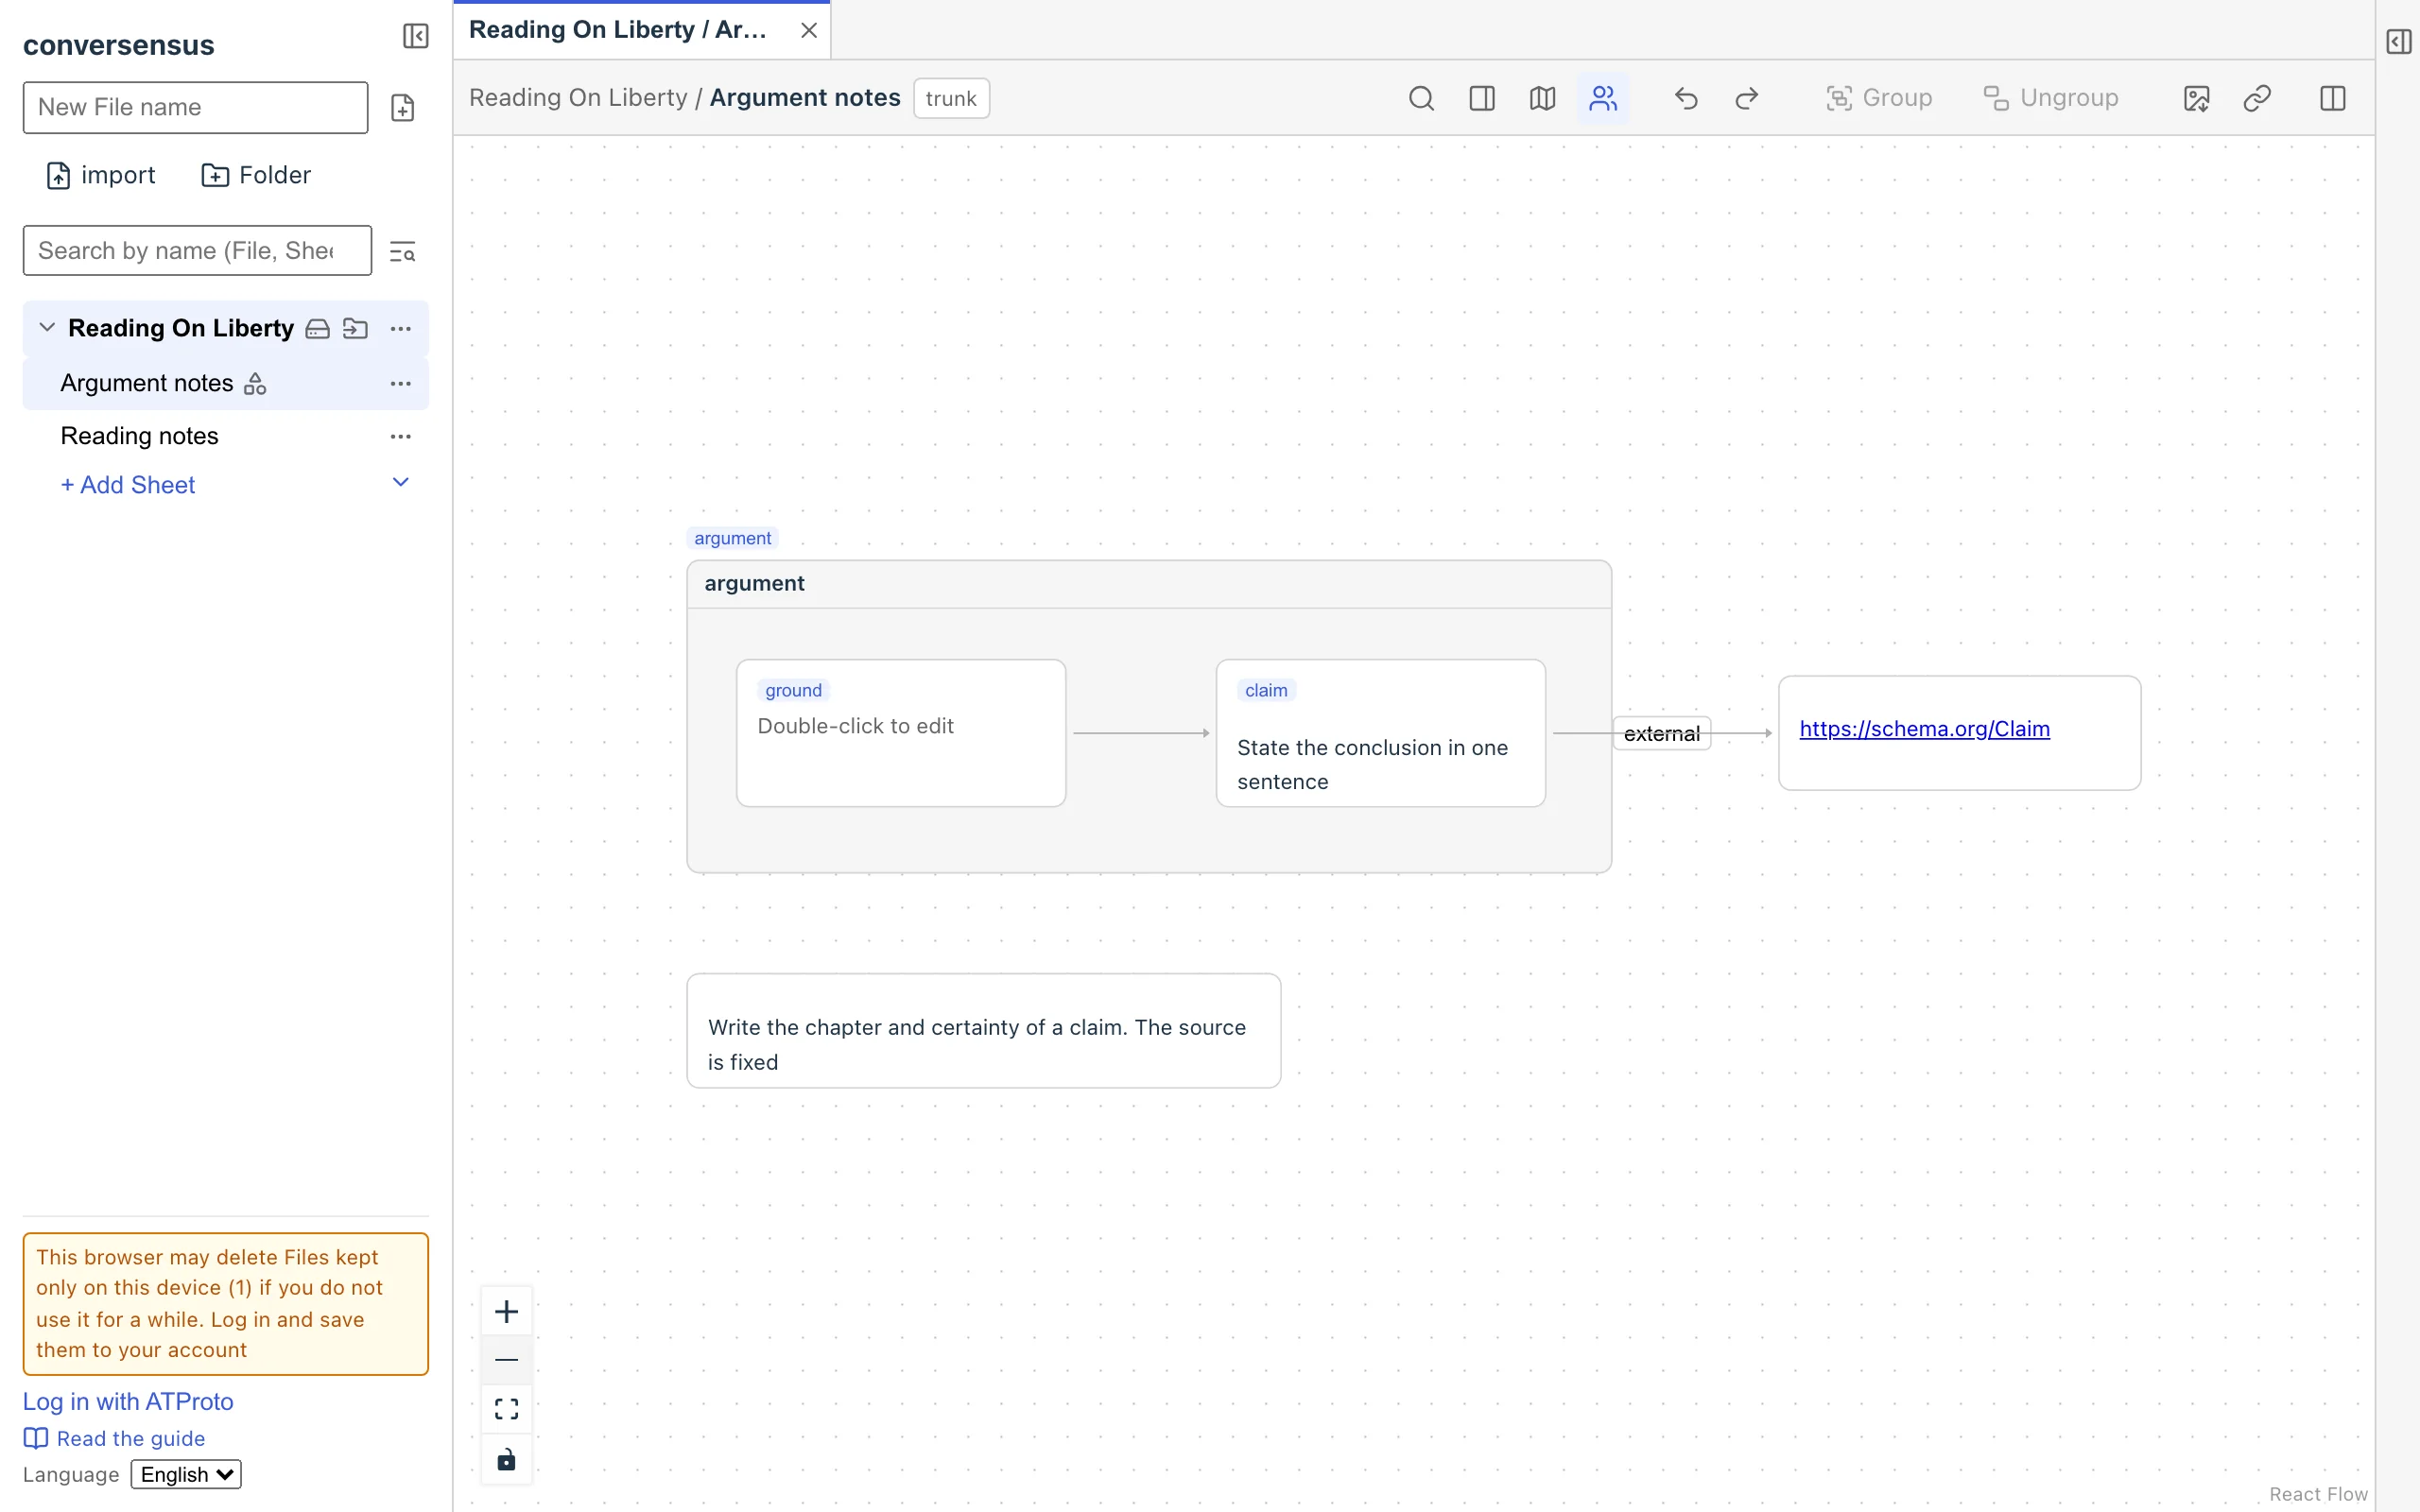 conversensus
New File name
import
Folder
Search by name (File, Shee
Reading On Liberty
Argument notes
Reading notes
+ Add Sheet
This browser may delete Files kept
only on this device (1) if you do not
use it for a while. Log in and save
them to your account
Log in with ATProto
Read the guide
Language English
Reading On Liberty / Ar...
Reading On Liberty / Argument notes trunk
Group
Ungroup
argument
argument
ground
Double-click to edit
claim
State the conclusion in one
sentence
external
https://schema.org/Claim
Write the chapter and certainty of a claim. The source
is fixed
React Flow